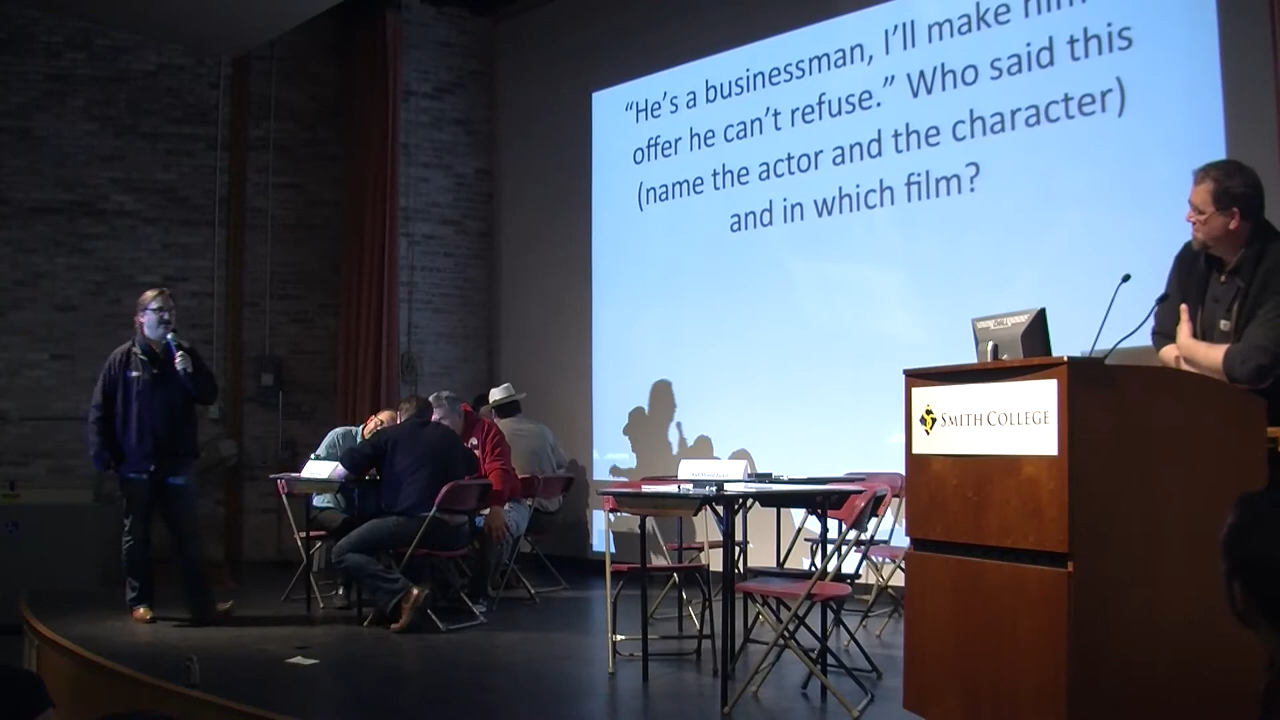 “He’s a businessman, I’ll make him
offer he can’t refuse.” Who said this
(name the actor and the character)
and in which film?
SMITH COLLEGE